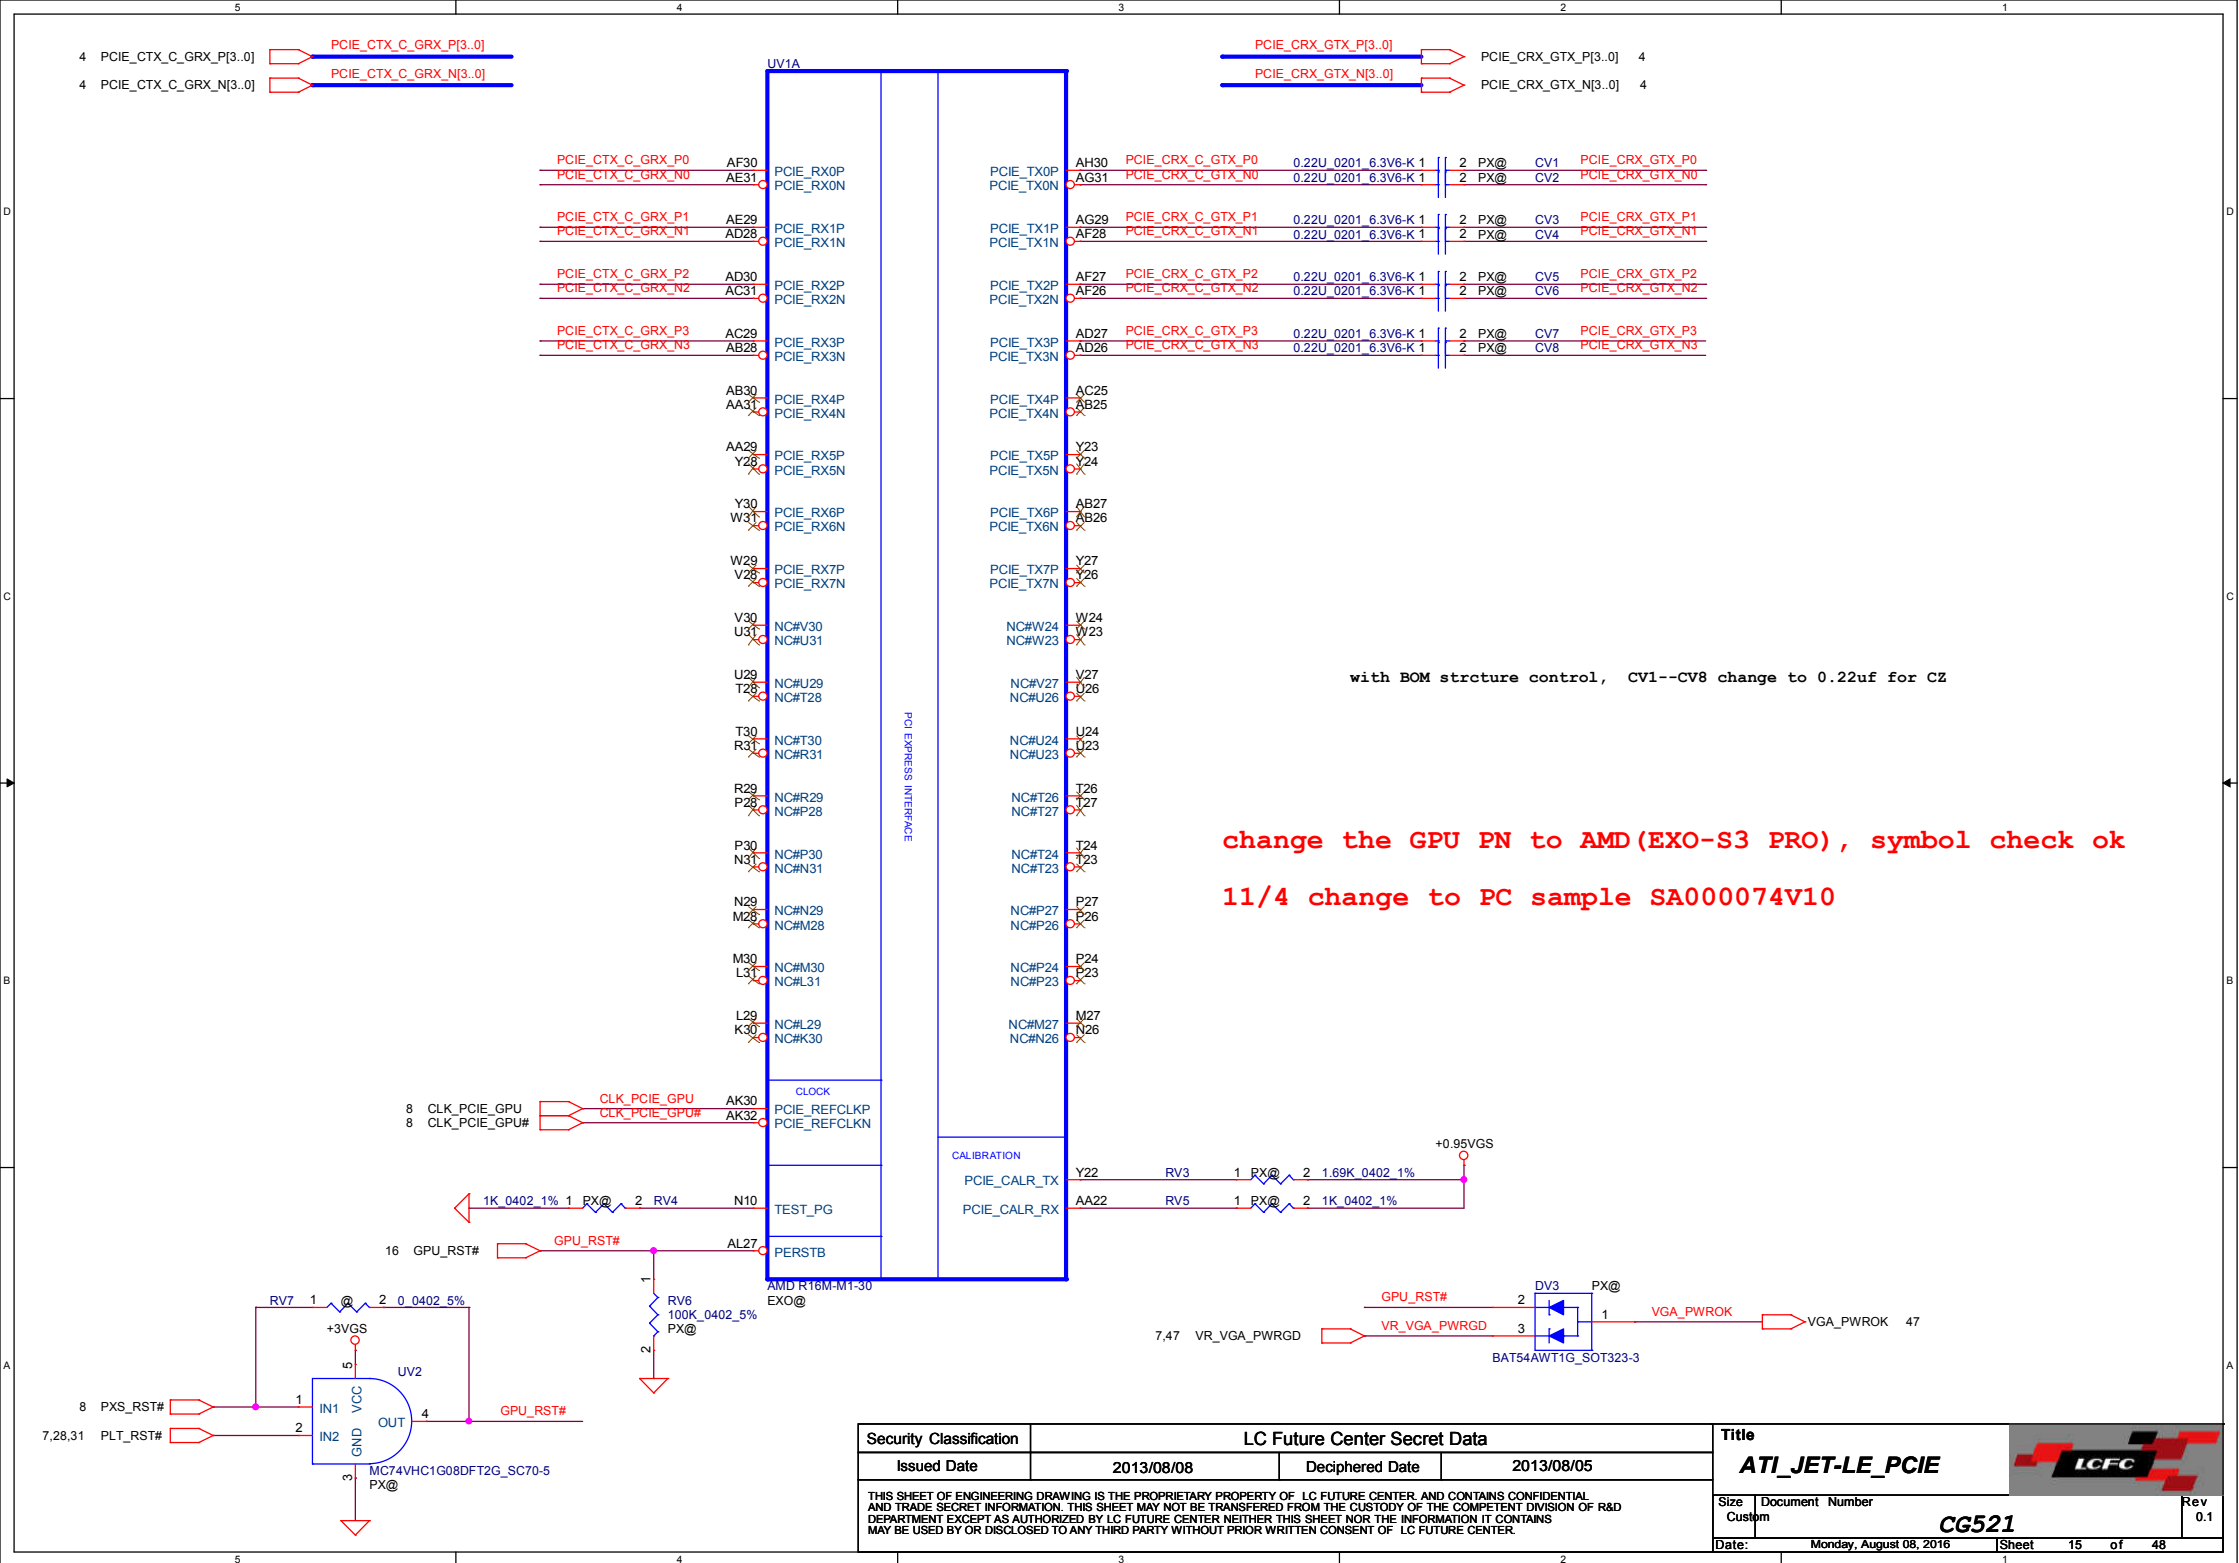 5 4 3 2 1
4 PCIE_CTX_C_GRX_P[3..0] PCIE_CTX_C_GRX_P[3..0]
4 PCIE_CTX_C_GRX_N[3..0] PCIE_CTX_C_GRX_N[3..0]
PCIE_CRX_GTX_P[3..0] PCIE_CRX_GTX_P[3..0] 4
PCIE_CRX_GTX_N[3..0] PCIE_CRX_GTX_N[3..0] 4
UV1A
PCIE_CTX_C_GRX_P0 AF30 PCIE_RX0P PCIE_TX0P AH30 PCIE_CRX_C_GTX_P0 0.22U_0201_6.3V6-K 1 2 PX@ CV1 PCIE_CRX_GTX_P0
PCIE_CTX_C_GRX_N0 AE31 PCIE_RX0N PCIE_TX0N AG31 PCIE_CRX_C_GTX_N0 0.22U_0201_6.3V6-K 1 2 PX@ CV2 PCIE_CRX_GTX_N0
D D
PCIE_CTX_C_GRX_P1 AE29 PCIE_RX1P PCIE_TX1P AG29 PCIE_CRX_C_GTX_P1 0.22U_0201_6.3V6-K 1 2 PX@ CV3 PCIE_CRX_GTX_P1
PCIE_CTX_C_GRX_N1 AD28 PCIE_RX1N PCIE_TX1N AF28 PCIE_CRX_C_GTX_N1 0.22U_0201_6.3V6-K 1 2 PX@ CV4 PCIE_CRX_GTX_N1
PCIE_CTX_C_GRX_P2 AD30 PCIE_RX2P PCIE_TX2P AF27 PCIE_CRX_C_GTX_P2 0.22U_0201_6.3V6-K 1 2 PX@ CV5 PCIE_CRX_GTX_P2
PCIE_CTX_C_GRX_N2 AC31 PCIE_RX2N PCIE_TX2N AF26 PCIE_CRX_C_GTX_N2 0.22U_0201_6.3V6-K 1 2 PX@ CV6 PCIE_CRX_GTX_N2
PCIE_CTX_C_GRX_P3 AC29 PCIE_RX3P PCIE_TX3P AD27 PCIE_CRX_C_GTX_P3 0.22U_0201_6.3V6-K 1 2 PX@ CV7 PCIE_CRX_GTX_P3
PCIE_CTX_C_GRX_N3 AB28 PCIE_RX3N PCIE_TX3N AD26 PCIE_CRX_C_GTX_N3 0.22U_0201_6.3V6-K 1 2 PX@ CV8 PCIE_CRX_GTX_N3
AB30 PCIE_RX4P PCIE_TX4P AC25
AA31 PCIE_RX4N PCIE_TX4N AB25
AA29 PCIE_RX5P PCIE_TX5P Y23
Y28 PCIE_RX5N PCIE_TX5N Y24
Y30 PCIE_RX6P PCIE_TX6P AB27
W31 PCIE_RX6N PCIE_TX6N AB26
W29 PCIE_RX7P PCIE_TX7P Y27
V28 PCIE_RX7N PCIE_TX7N Y26
C C
V30 NC#V30 NC#W24 W24
U31 NC#U31 NC#W23 W23
U29 NC#U29 NC#V27 V27
T28 NC#T28 NC#U26 U26
with BOM strcture control, CV1--CV8 change to 0.22uf for CZ
T30 NC#T30 NC#U24 U24
R31 NC#R31 NC#U23 U23
PCI EXPRESS INTERFACE
R29 NC#R29 NC#T26 T26
P28 NC#P28 NC#T27 T27
change the GPU PN to AMD(EXO-S3 PRO), symbol check ok
P30 NC#P30 NC#T24 T24
N31 NC#N31 NC#T23 T23
11/4 change to PC sample SA000074V10
N29 NC#N29 NC#P27 P27
M28 NC#M28 NC#P26 P26
M30 NC#M30 NC#P24 P24
L31 NC#L31 NC#P23 P23
B B
L29 NC#L29 NC#M27 M27
K30 NC#K30 NC#N26 N26
CLOCK
8 CLK_PCIE_GPU CLK_PCIE_GPU AK30 PCIE_REFCLKP
8 CLK_PCIE_GPU# CLK_PCIE_GPU# AK32 PCIE_REFCLKN
+0.95VGS
CALIBRATION
PCIE_CALR_TX Y22 RV3 1 PX@ 2 1.69K_0402_1%
1K_0402_1% 1 PX@ 2 RV4 N10 TEST_PG
PCIE_CALR_RX AA22 RV5 1 PX@ 2 1K_0402_1%
16 GPU_RST# GPU_RST# AL27 PERSTB
AMD R16M-M1-30
EXO@
1 RV6
100K_0402_5%
PX@
2
RV7 1 @ 2 0_0402_5%
+3VGS
5 UV2
8 PXS_RST# 1 IN1 VCC
OUT 4 GPU_RST#
7,28,31 PLT_RST# 2 IN2 GND
3 MC74VHC1G08DFT2G_SC70-5
PX@
DV3 PX@
GPU_RST# 2
1 VGA_PWROK VGA_PWROK 47
7,47 VR_VGA_PWRGD VR_VGA_PWRGD 3
BAT54AWT1G_SOT323-3
A A
Security Classification LC Future Center Secret Data
Issued Date 2013/08/08 Deciphered Date 2013/08/05
THIS SHEET OF ENGINEERING DRAWING IS THE PROPRIETARY PROPERTY OF LC FUTURE CENTER. AND CONTAINS CONFIDENTIAL
AND TRADE SECRET INFORMATION. THIS SHEET MAY NOT BE TRANSFERED FROM THE CUSTODY OF THE COMPETENT DIVISION OF R&D
DEPARTMENT EXCEPT AS AUTHORIZED BY LC FUTURE CENTER NEITHER THIS SHEET NOR THE INFORMATION IT CONTAINS
MAY BE USED BY OR DISCLOSED TO ANY THIRD PARTY WITHOUT PRIOR WRITTEN CONSENT OF LC FUTURE CENTER.
Title
ATI_JET-LE_PCIE
LCFC
Size Document Number Rev
Custom CG521 0.1
Date: Monday, August 08, 2016 Sheet 15 of 48
5 4 3 2 1